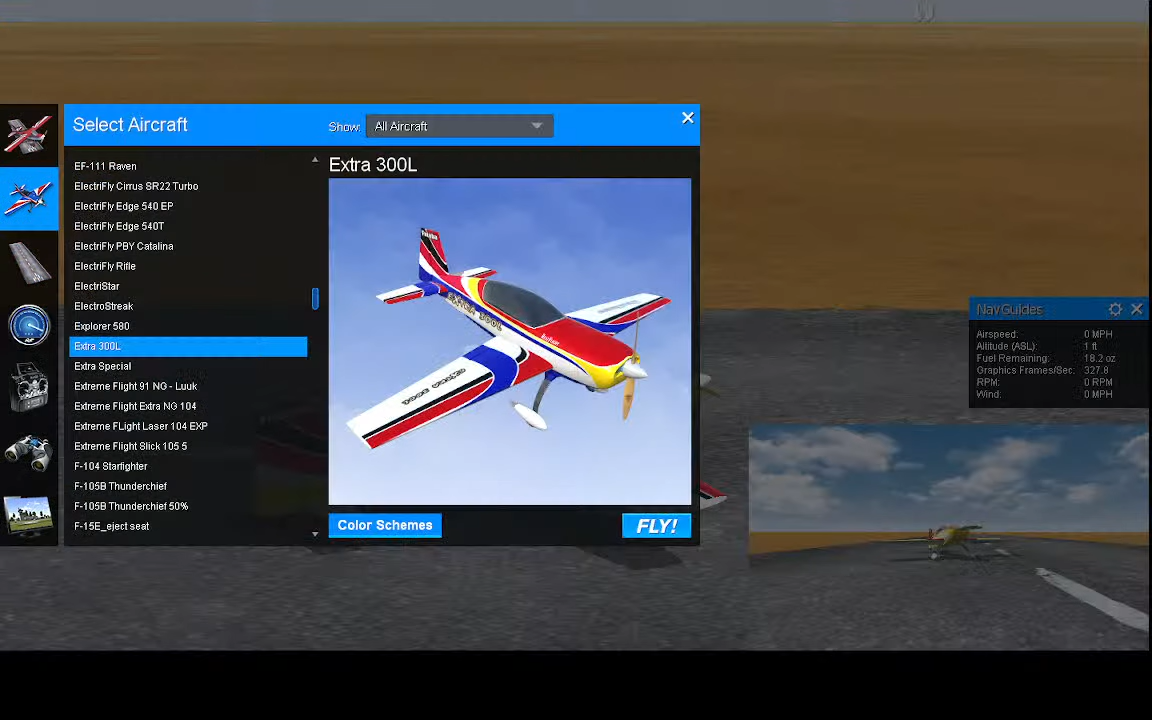 Select Aircraft
Show: All Aircraft
EF-111 Raven
ElectriFly Cirrus SR22 Turbo
ElectriFly Edge 540 EP
ElectriFly Edge 540T
ElectriFly PBY Catalina
ElectriFly Rifle
ElectriStar
ElectroStreak
Explorer 580
Extra 300L
Extra Special
Extreme Flight 91 NG - Luuk
Extreme Flight Extra NG 104
Extreme FLight Laser 104 EXP
Extreme Flight Slick 105 5
F-104 Starfighter
F-105B Thunderchief
F-105B Thunderchief 50%
F-15E_eject seat
Extra 300L
EXTRA 300L
EXTRA 300L
Color Schemes
FLY!
NavGuides
Airspeed: 0 MPH
Altitude (ASL): 1 ft
Fuel Remaining: 18.2 oz
Graphics Frames/Sec: 327.8
RPM: 0 RPM
Wind: 0 MPH